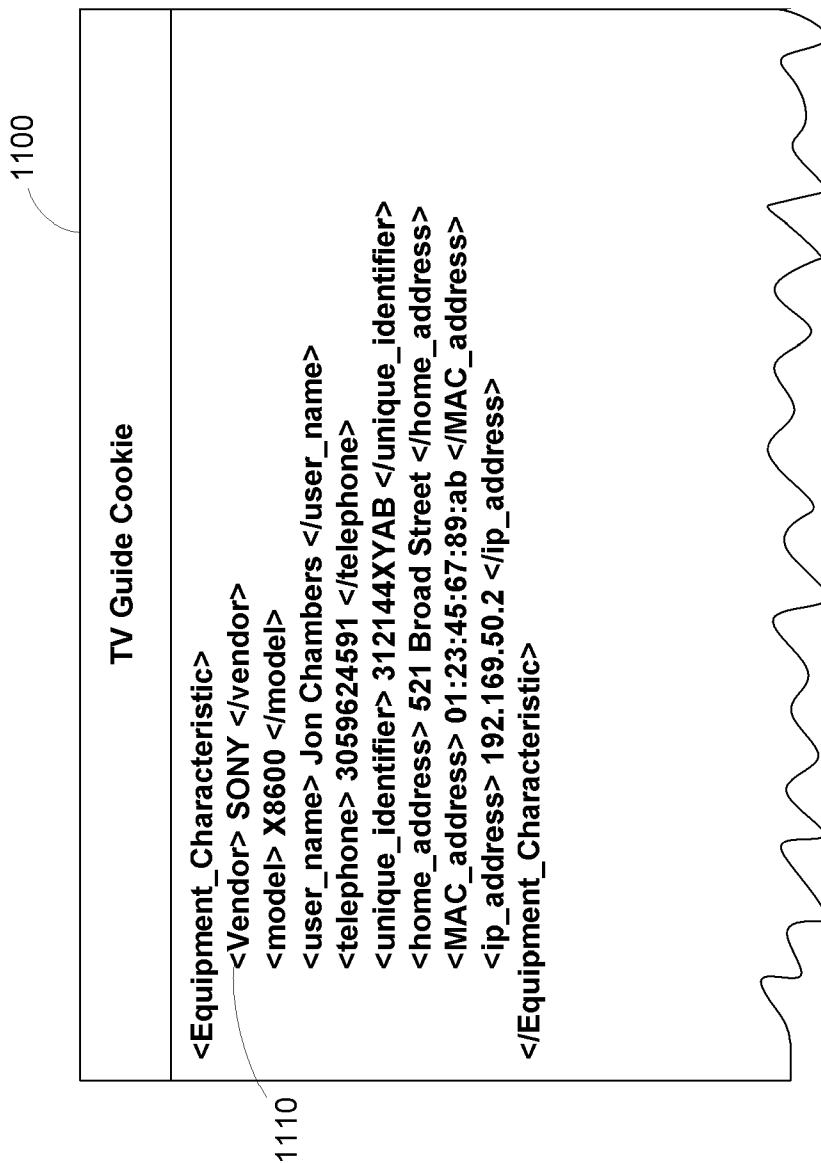 1100
TV Guide Cookie
<Equipment_Characteristic>
<Vendor> SONY </vendor>
<model> X8600 </model>
<user_name> Jon Chambers </user_name>
<telephone> 3059624591 </telephone>
<unique_identifier> 312144XYAB </unique_identifier>
<home_address> 521 Broad Street </home_address>
<MAC_address> 01:23:45:67:89:ab </MAC_address>
<ip_address> 192.169.50.2 </ip_address>
</Equipment_Characteristic>
1110